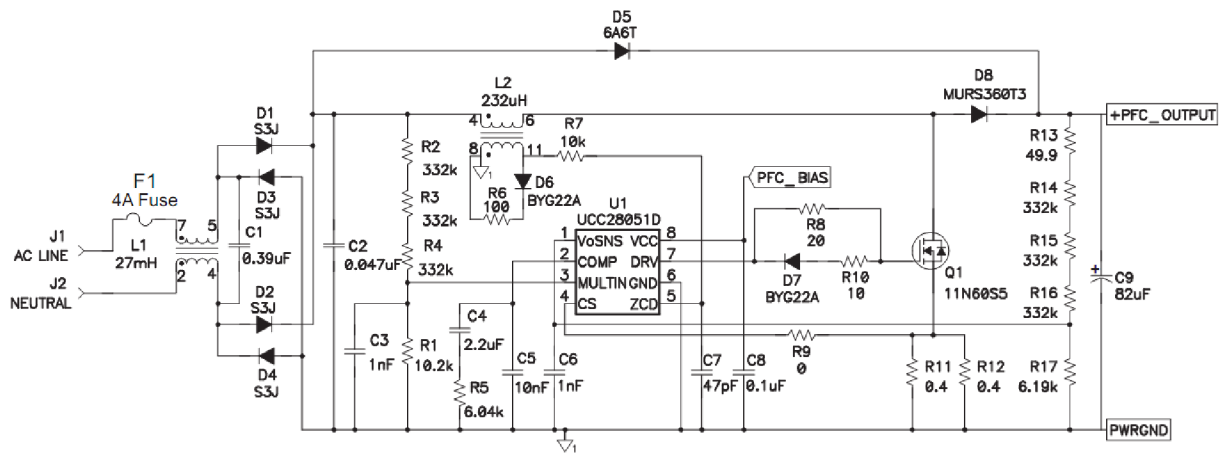 D5
6A6T
L2
232uH
4
6
8
11
1
R7
10k
D8
MURS360T3
+PFC_OUTPUT
D1
S3J
D3
S3J
F1
4A Fuse
J1
AC LINE
J2
NEUTRAL
7
5
L1
27mH
2
4
C1
0.39uF
D2
S3J
D4
S3J
C2
0.047uF
R2
332k
R3
332k
R4
332k
R6
100
D6
BYG22A
PFC_BIAS
U1
UCC28051D
1
VoSNS
VCC
8
2
COMP
DRV
7
3
MULTIN
GND
6
4
CS
ZCD
5
R8
20
D7
BYG22A
R10
10
Q1
11N60S5
R13
49.9
R14
332k
R15
332k
R16
332k
C9
82uF
+
C3
1nF
R1
10.2k
C4
2.2uF
R5
6.04k
C5
10nF
C6
1nF
C7
47pF
C8
0.1uF
R9
0
R11
0.4
R12
0.4
R17
6.19k
PWRGND
1